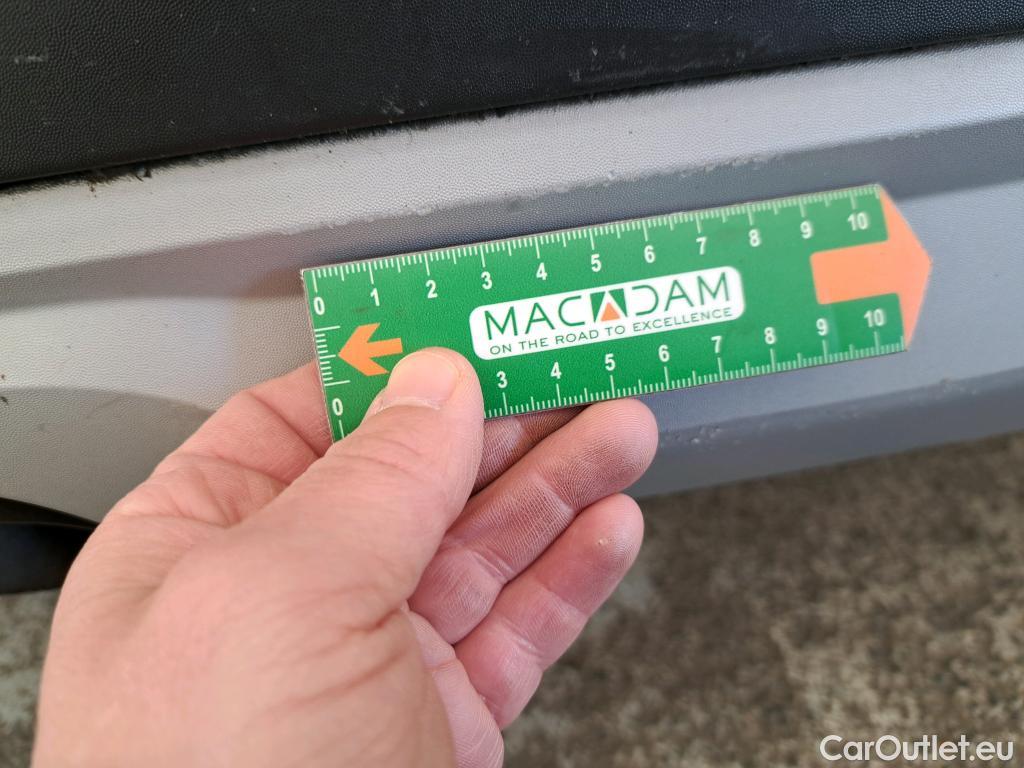 0 1 2 3 4 5 6 7 8 9 10
MACADAM
ON THE ROAD TO EXCELLENCE
0 3 4 5 6 7 8 9 10
CarOutlet.eu